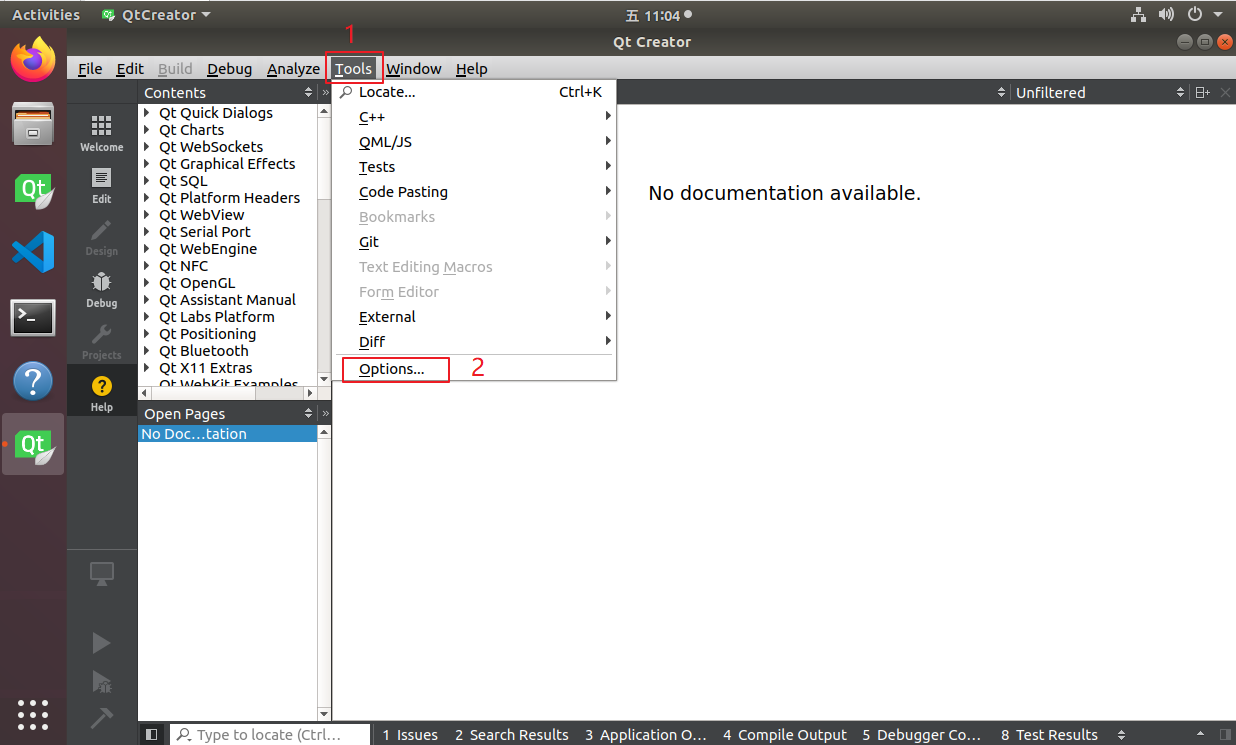 Activities QtCreator 五 11:04
1
Qt Creator
File Edit Build Debug Analyze Tools Window Help
Contents
Unfiltered
Qt Quick Dialogs
Qt Charts
Qt WebSockets
Qt Graphical Effects
Qt SQL
Qt Platform Headers
Qt WebView
Qt Serial Port
Qt WebEngine
Qt NFC
Qt OpenGL
Qt Assistant Manual
Qt Labs Platform
Qt Positioning
Qt Bluetooth
Qt X11 Extras
Qt WebKit Examples
Welcome
Edit
Design
Debug
Projects
Help
Locate... Ctrl+K
C++
QML/JS
Tests
Code Pasting
Bookmarks
Git
Text Editing Macros
Form Editor
External
Diff
Options... 2
No documentation available.
Open Pages
No Doc...tation
Qt
Qt
Type to locate (Ctrl... 1 Issues 2 Search Results 3 Application O... 4 Compile Output 5 Debugger Co... 8 Test Results